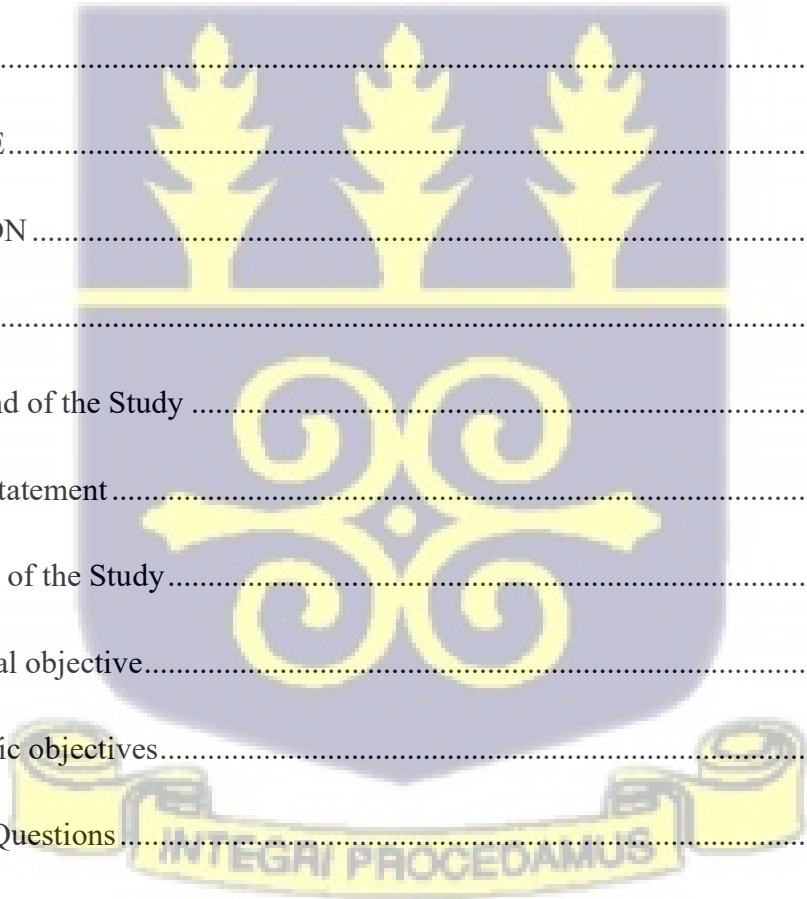 ....................................................................................................
E....................................................................................................
ON....................................................................................................
....................................................................................................
nd of the Study....................................................................................................
tatement....................................................................................................
of the Study....................................................................................................
al objective....................................................................................................
ic objectives....................................................................................................
Questions....................................................................................................
INTEGRI PROCEDAMUS